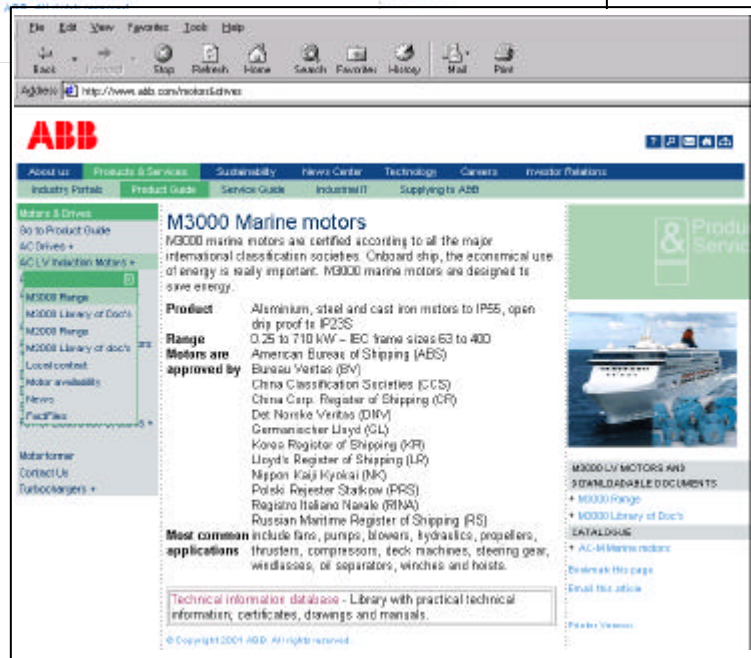 File Edit View Favorites Tools Help
Back Forward Stop Refresh Home Search Favorites History Mail Print
Address http://www.abb.com/motors&drives
ABB
About us Products & Services Sustainability News Center Technology Careers Investor Relations
Industry Portals Product Guide Service Guide Industrial IT Supplying to ABB
Motors & Drives
Go to Product Guide
AC Drives +
AC LV Induction Motors +
M3000 Range
M3000 Library of Doc's
M2000 Range
M2000 Library of doc's
Local contact
Motor availability
News
FactFiles
Motorformer
Contact Us
Turbochargers +
M3000 Marine motors
M3000 marine motors are certified according to all the major
international classification societies. Onboard ship, the economical use
of energy is really important. M3000 marine motors are designed to
save energy.
Product Aluminium, steel and cast iron motors to IP55, open
drip proof to IP23S
Range 0.25 to 710 kW – IEC frame sizes 63 to 400
Motors are American Bureau of Shipping (ABS)
approved by Bureau Veritas (BV)
China Classification Societies (CCS)
China Corp. Register of Shipping (CR)
Det Norske Veritas (DNV)
Germanischer Lloyd (GL)
Korea Register of Shipping (KR)
Lloyd's Register of Shipping (LR)
Nippon Kaiji Kyokai (NK)
Polski Rejester Statkow (PRS)
Registro Italiano Navale (RINA)
Russian Maritime Register of Shipping (RS)
Most common include fans, pumps, blowers, hydraulics, propellers,
applications thrusters, compressors, deck machines, steering gear,
windlasses, oil separators, winches and hoists.
Technical information database - Library with practical technical
information; certificates, drawings and manuals.
© Copyright 2001 ABB. All rights reserved.
& Produ
Servic
M3000 LV MOTORS AND
DOWNLOADABLE DOCUMENTS
+ M3000 Range
+ M3000 Library of Doc's
CATALOGUE
+ AC-M Marine motors
Bookmark this page
Email this article
Printer Version